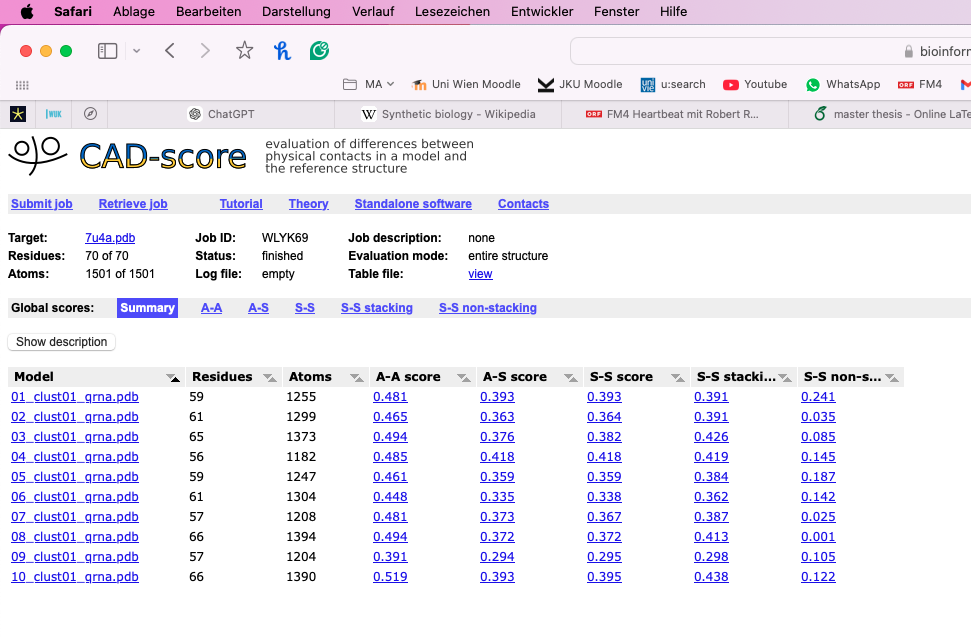 Safari Ablage Bearbeiten Darstellung Verlauf Lesezeichen Entwickler Fenster Hilfe
bioinforn
MA Uni Wien Moodle JKU Moodle u:search Youtube WhatsApp FM4
WUK ChatGPT Synthetic biology - Wikipedia FM4 Heartbeat mit Robert R... master thesis - Online LaTe
CAD-score
evaluation of differences between
physical contacts in a model and
the reference structure
Submit job Retrieve job Tutorial Theory Standalone software Contacts
Target: 7u4a.pdb Job ID: WLYK69 Job description: none
Residues: 70 of 70 Status: finished Evaluation mode: entire structure
Atoms: 1501 of 1501 Log file: empty Table file: view
Global scores: Summary A-A A-S S-S S-S stacking S-S non-stacking
Show description
Model Residues Atoms A-A score A-S score S-S score S-S stacki... S-S non-s...
01_clust01_qrna.pdb 59 1255 0.481 0.393 0.393 0.391 0.241
02_clust01_qrna.pdb 61 1299 0.465 0.363 0.364 0.391 0.035
03_clust01_qrna.pdb 65 1373 0.494 0.376 0.382 0.426 0.085
04_clust01_qrna.pdb 56 1182 0.485 0.418 0.418 0.419 0.145
05_clust01_qrna.pdb 59 1247 0.461 0.359 0.359 0.384 0.187
06_clust01_qrna.pdb 61 1304 0.448 0.335 0.338 0.362 0.142
07_clust01_qrna.pdb 57 1208 0.481 0.373 0.367 0.387 0.025
08_clust01_qrna.pdb 66 1394 0.494 0.372 0.372 0.413 0.001
09_clust01_qrna.pdb 57 1204 0.391 0.294 0.295 0.298 0.105
10_clust01_qrna.pdb 66 1390 0.519 0.393 0.395 0.438 0.122